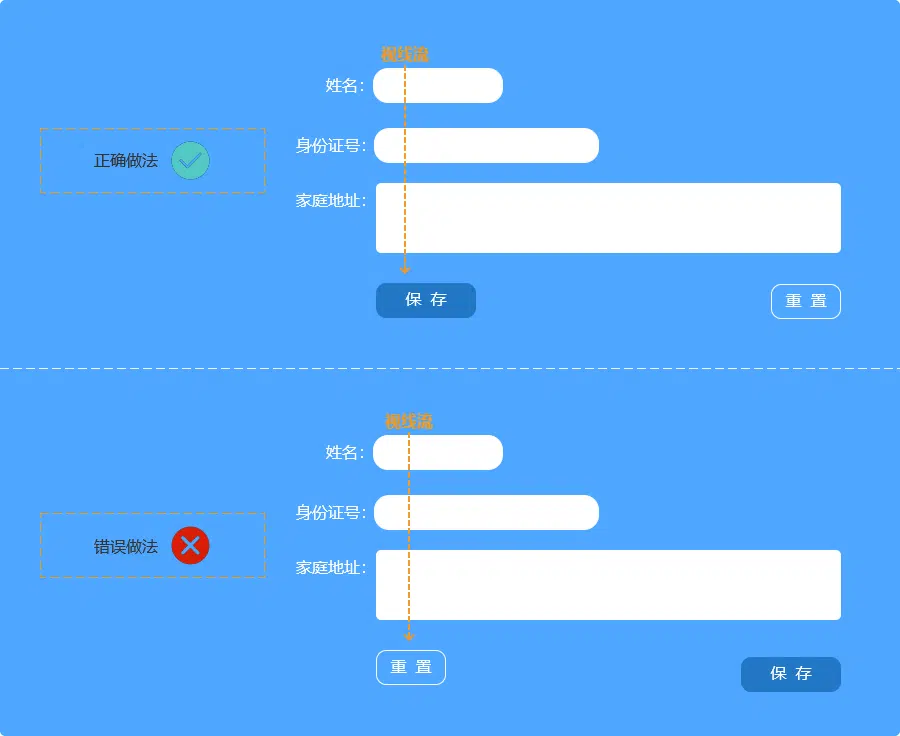 视线流
姓名：
身份证号：
正确做法
家庭地址：
保 存
重 置
视线流
姓名：
身份证号：
错误做法
家庭地址：
重 置
保 存